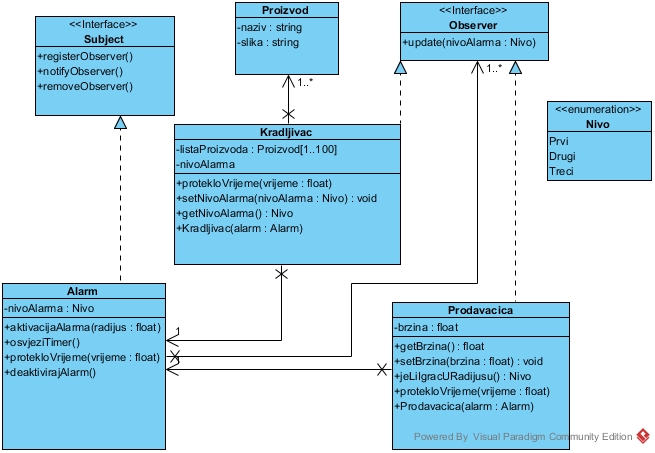 <<Interface>>
Subject
+registerObserver()
+notifyObserver()
+removeObserver()
Proizvod
-naziv : string
-slika : string
<<Interface>>
Observer
+update(nivoAlarma : Nivo)
1..*
1..*
<<enumeration>>
Nivo
Prvi
Drugi
Treci
Kradljivac
-listaProizvoda : Proizvod[1..100]
-nivoAlarma
+protekloVrijeme(vrijeme : float)
+setNivoAlarma(nivoAlarma : Nivo) : void
+getNivoAlarma() : Nivo
+Kradljivac(alarm : Alarm)
Alarm
-nivoAlarma : Nivo
+aktivacijaAlarma(radijus : float)
+osvjeziTimer()
+protekloVrijeme(vrijeme : float)
+deaktivirajAlarm()
1
1
Prodavacica
-brzina : float
+getBrzina() : float
+setBrzina(brzina : float) : void
+jeLiIgracURadijusu() : Nivo
+protekloVrijeme(vrijeme : float)
+Prodavacica(alarm : Alarm)
Powered By Visual Paradigm Community Edition